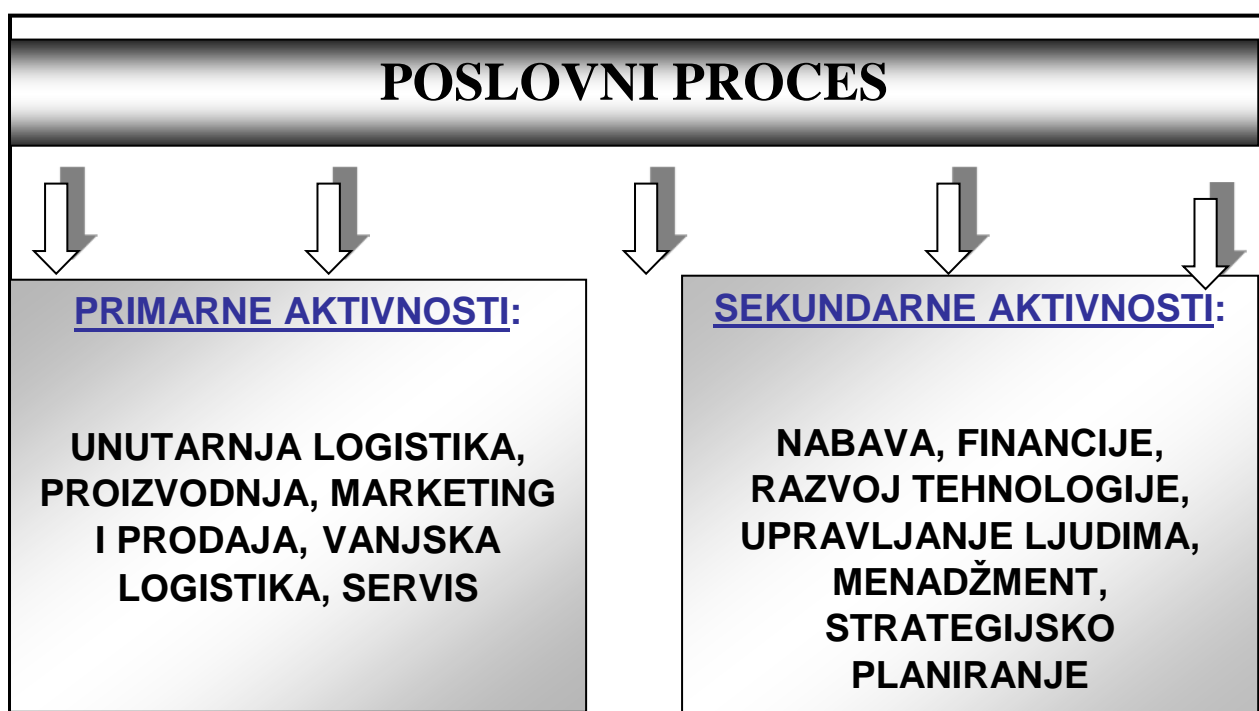 POSLOVNI PROCES
PRIMARNE AKTIVNOSTI:
UNUTARNJA LOGISTIKA,
PROIZVODNJA, MARKETING
I PRODAJA, VANJSKA
LOGISTIKA, SERVIS
SEKUNDARNE AKTIVNOSTI:
NABAVA, FINANCIJE,
RAZVOJ TEHNOLOGIJE,
UPRAVLJANJE LJUDIMA,
MENADŽMENT,
STRATEGIJSKO
PLANIRANJE